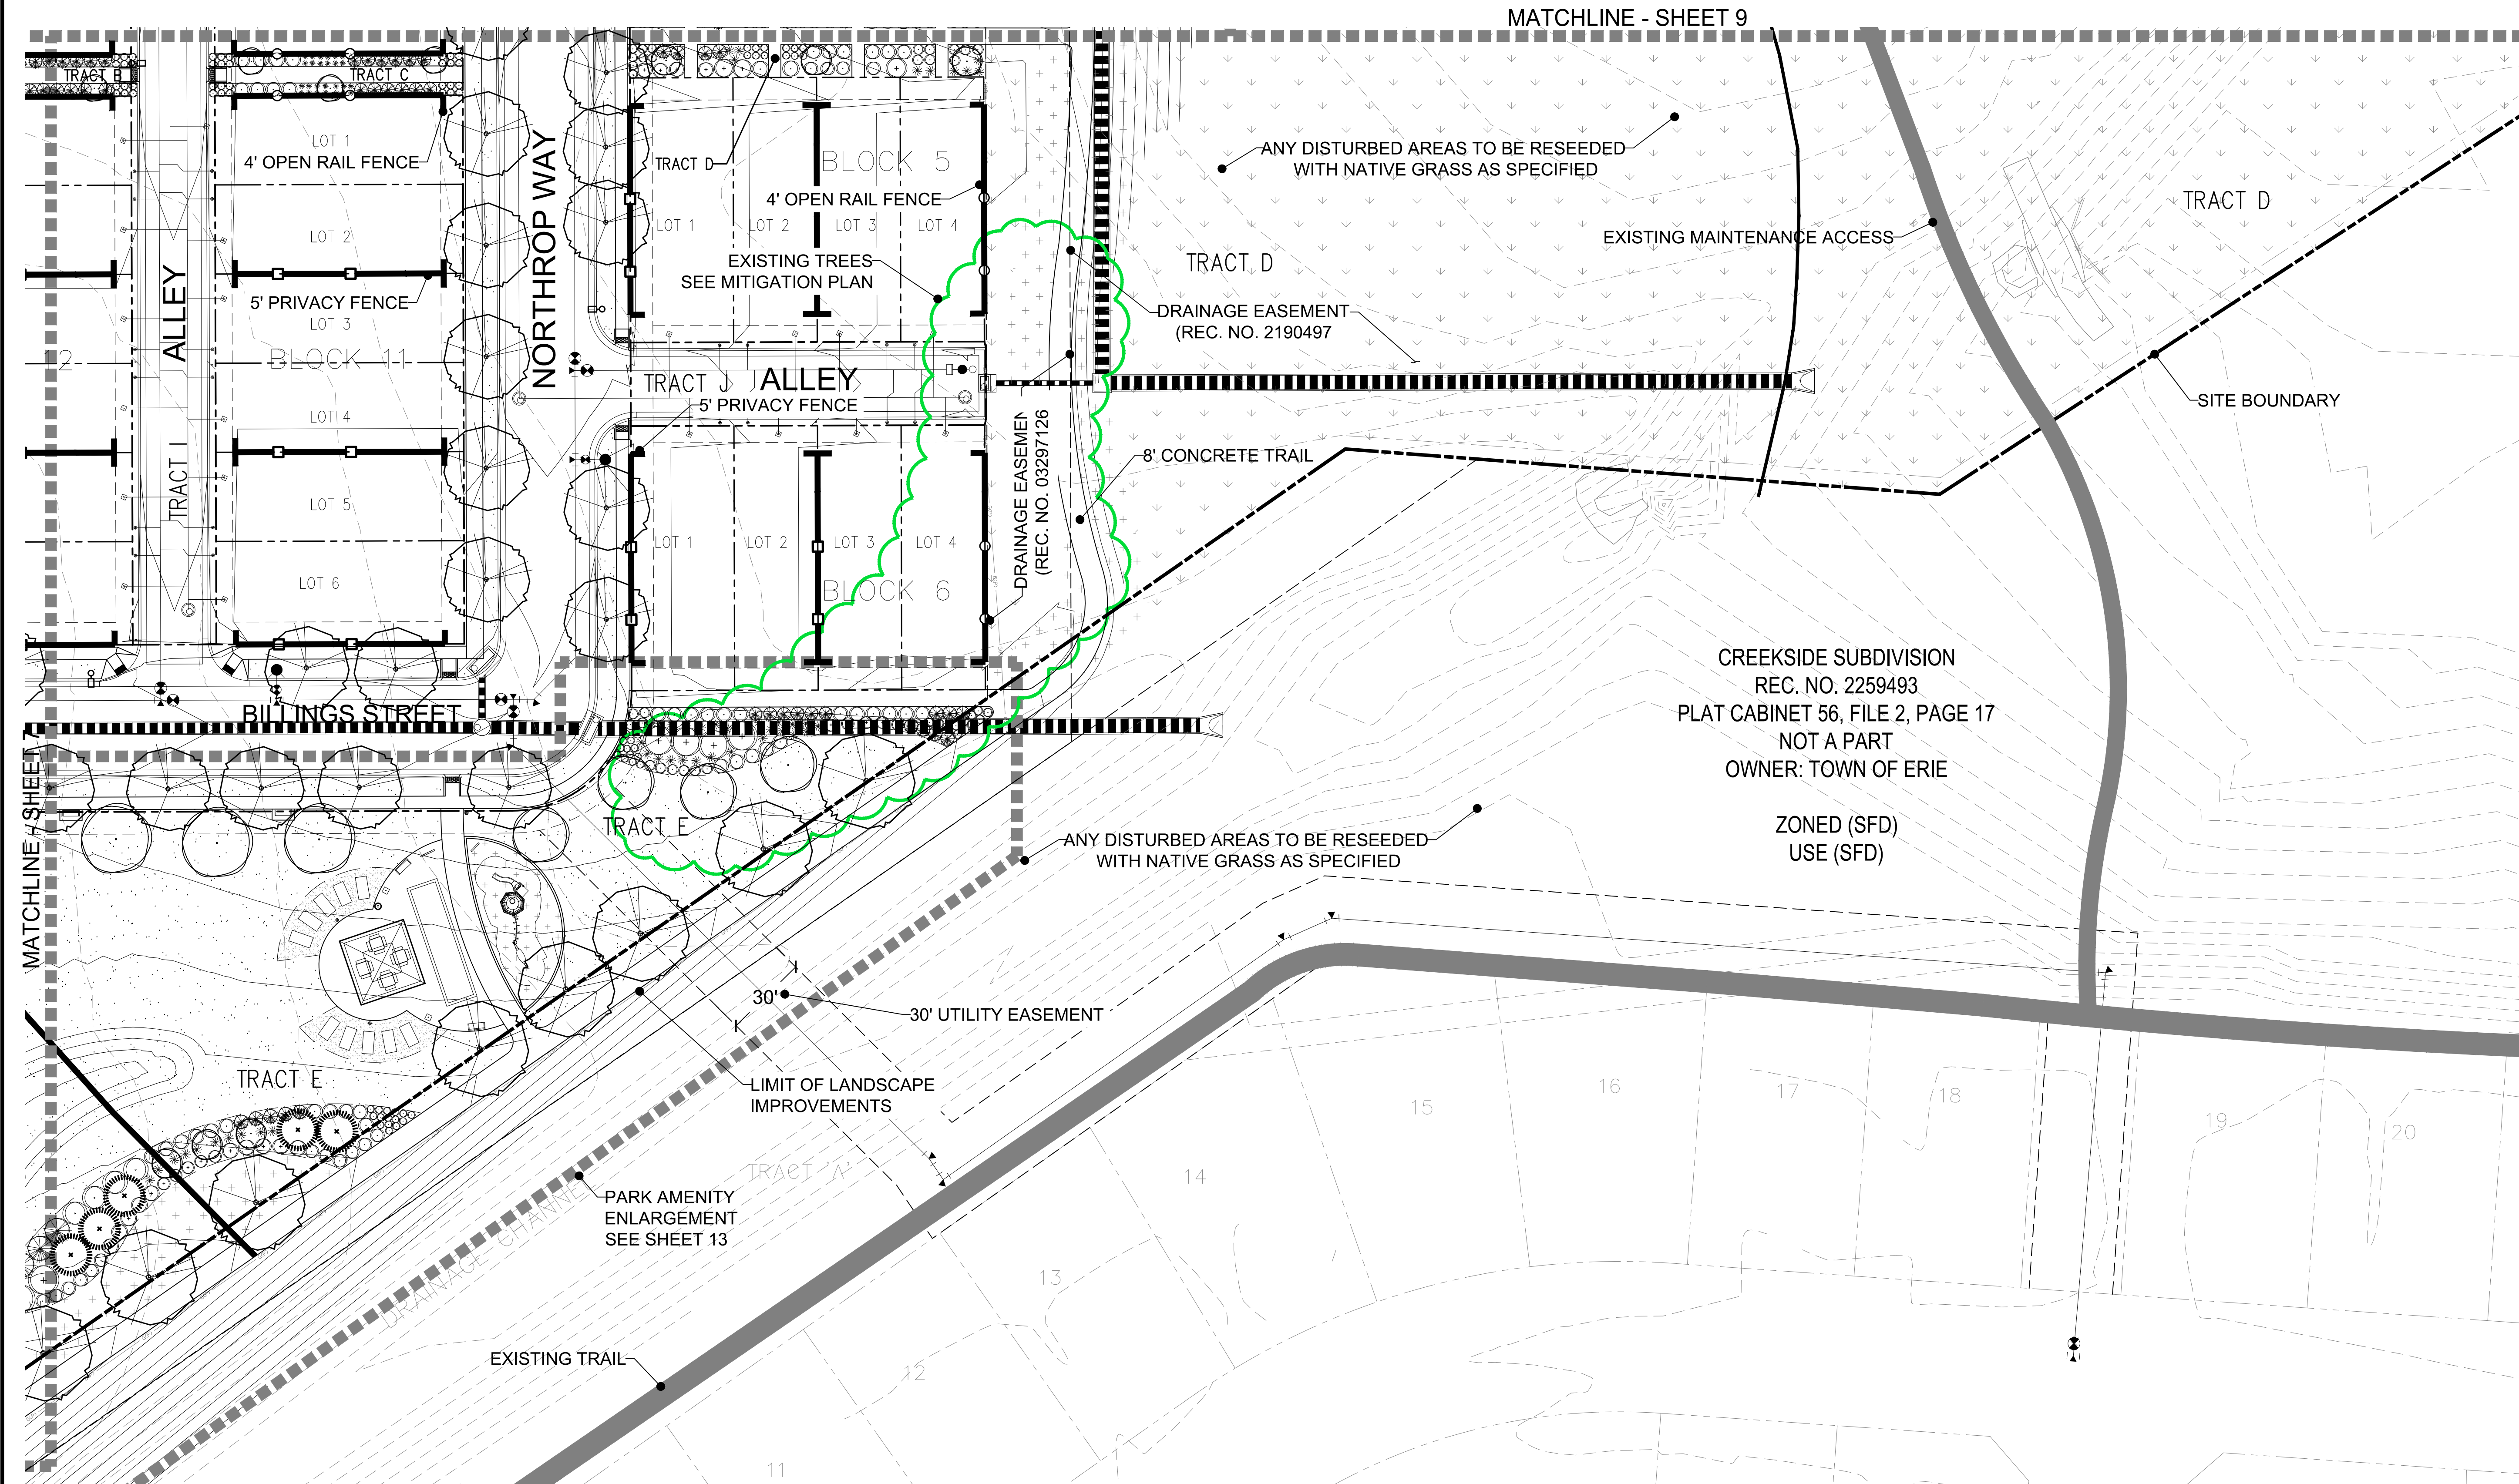 MATCHLINE - SHEET 9
TRACT B
TRACT C
LOT 1
4' OPEN RAIL FENCE
LOT 2
5' PRIVACY FENCE
LOT 3
BLOCK 11
12
LOT 4
LOT 5
LOT 6
ALLEY
TRACT I
NORTHROP WAY
TRACT D
BLOCK 5
4' OPEN RAIL FENCE
LOT 1
LOT 2
LOT 3
LOT 4
EXISTING TREES
SEE MITIGATION PLAN
TRACT J
ALLEY
5' PRIVACY FENCE
LOT 1
LOT 2
LOT 3
LOT 4
BLOCK 6
DRAINAGE EASEMEN
(REC. NO. 03297126
ANY DISTURBED AREAS TO BE RESEEDED
WITH NATIVE GRASS AS SPECIFIED
TRACT D
EXISTING MAINTENANCE ACCESS
TRACT D
DRAINAGE EASEMENT
(REC. NO. 2190497
SITE BOUNDARY
8' CONCRETE TRAIL
CREEKSIDE SUBDIVISION
REC. NO. 2259493
PLAT CABINET 56, FILE 2, PAGE 17
NOT A PART
OWNER: TOWN OF ERIE
ZONED (SFD)
USE (SFD)
BILLINGS STREET
MATCHLINE - SHEET 7
TRACT E
ANY DISTURBED AREAS TO BE RESEEDED
WITH NATIVE GRASS AS SPECIFIED
30'
30' UTILITY EASEMENT
TRACT E
LIMIT OF LANDSCAPE
IMPROVEMENTS
TRACT 'A'
PARK AMENITY
ENLARGEMENT
SEE SHEET 13
DRAINAGE CHANNEL
EXISTING TRAIL
11
12
13
14
15
16
17
18
19
20